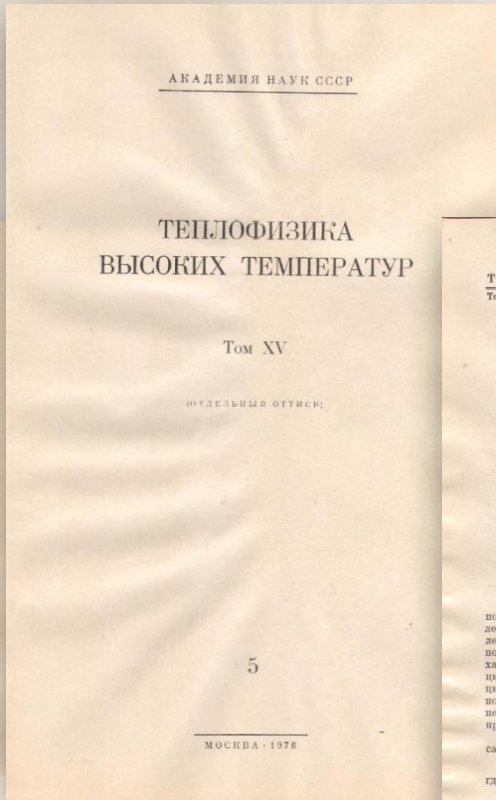 АКАДЕМИЯ НАУК СССР
ТЕПЛОФИЗИКА
ВЫСОКИХ ТЕМПЕРАТУР
Том XV
(ОТДЕЛЬНЫЙ ОТТИСК)
5
МОСКВА · 1976